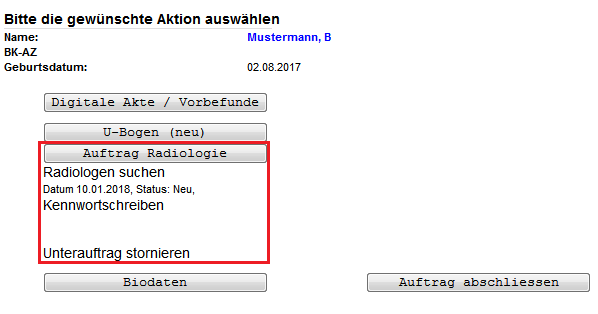 Bitte die gewünschte Aktion auswählen
Name: Mustermann, B
BK-AZ
Geburtsdatum: 02.08.2017
Digitale Akte / Vorbefunde
U-Bogen (neu)
Auftrag Radiologie
Radiologen suchen
Datum 10.01.2018, Status: Neu,
Kennwortschreiben
Unterauftrag stornieren
Biodaten Auftrag abschliessen